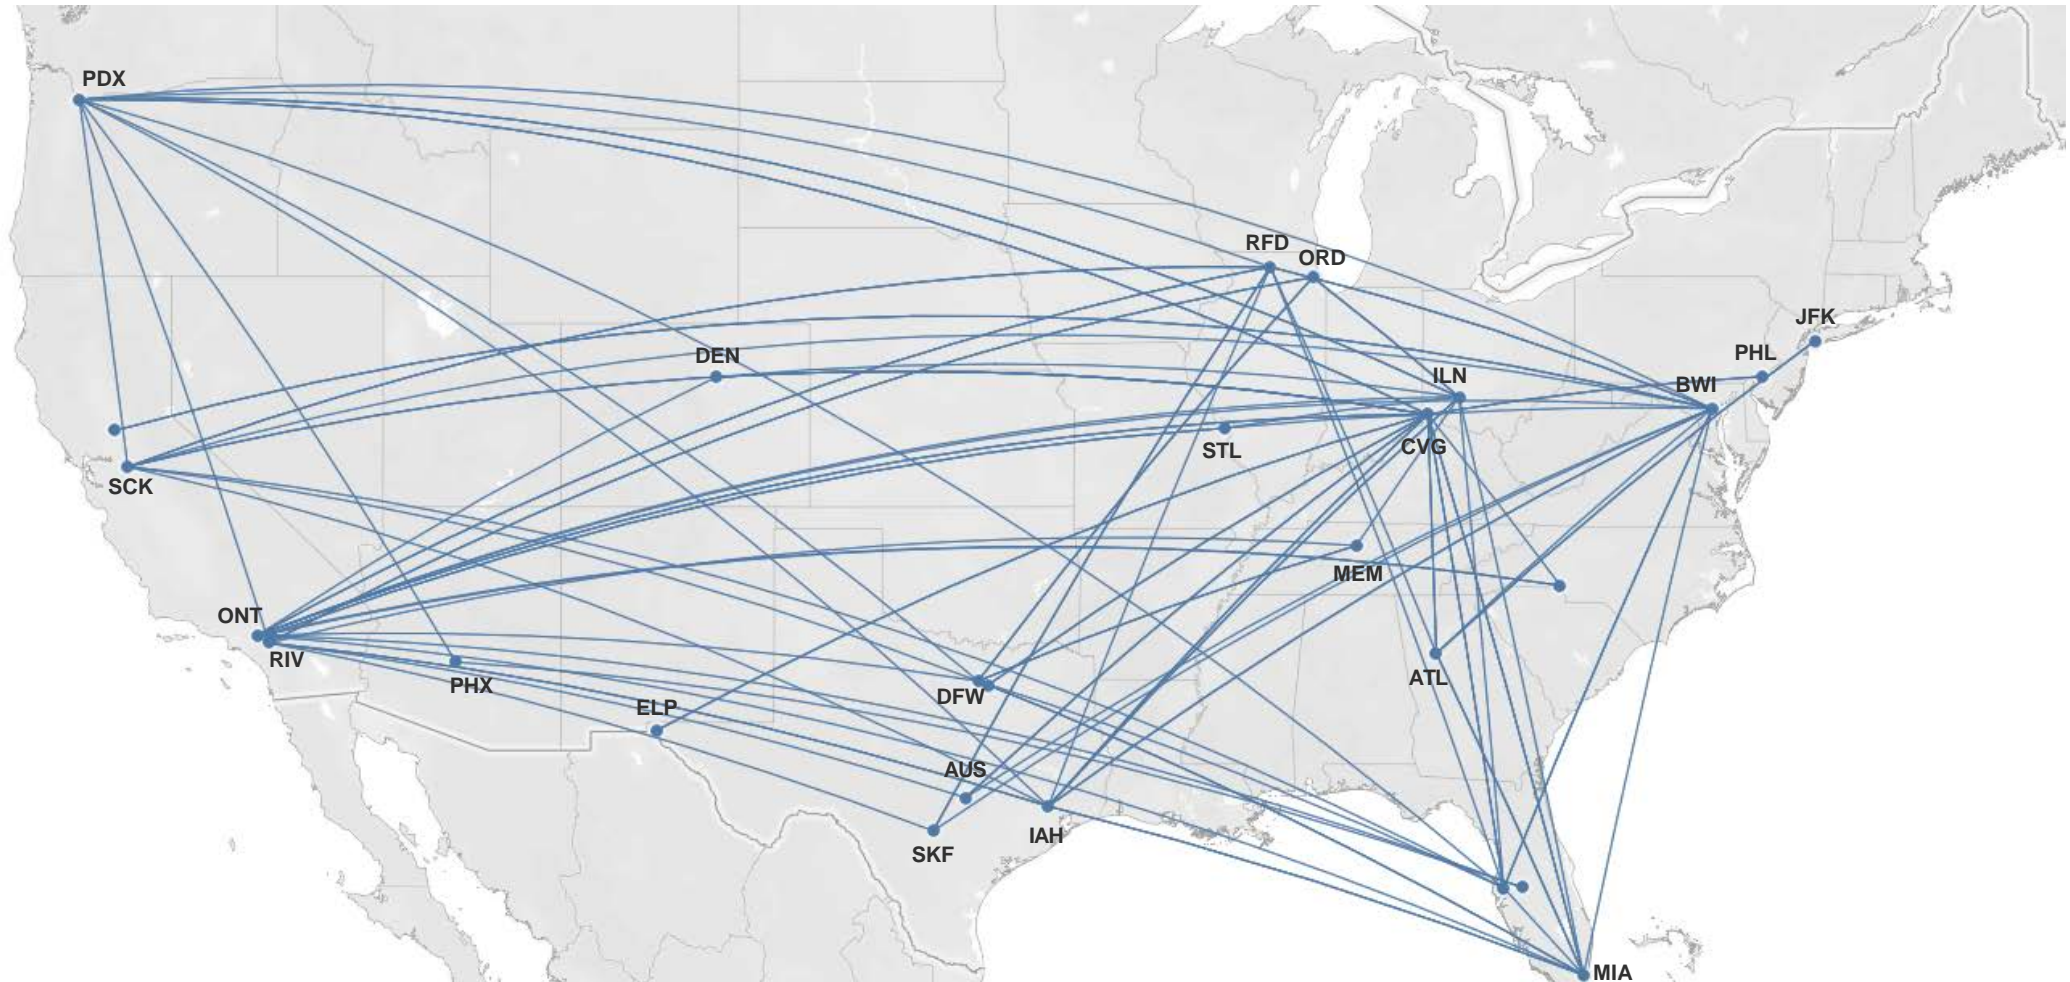 PDX
RFD
ORD
JFK
DEN
PHL
ILN
BWI
STL
CVG
SCK
MEM
ONT
RIV
PHX
ATL
DFW
ELP
AUS
IAH
SKF
MIA